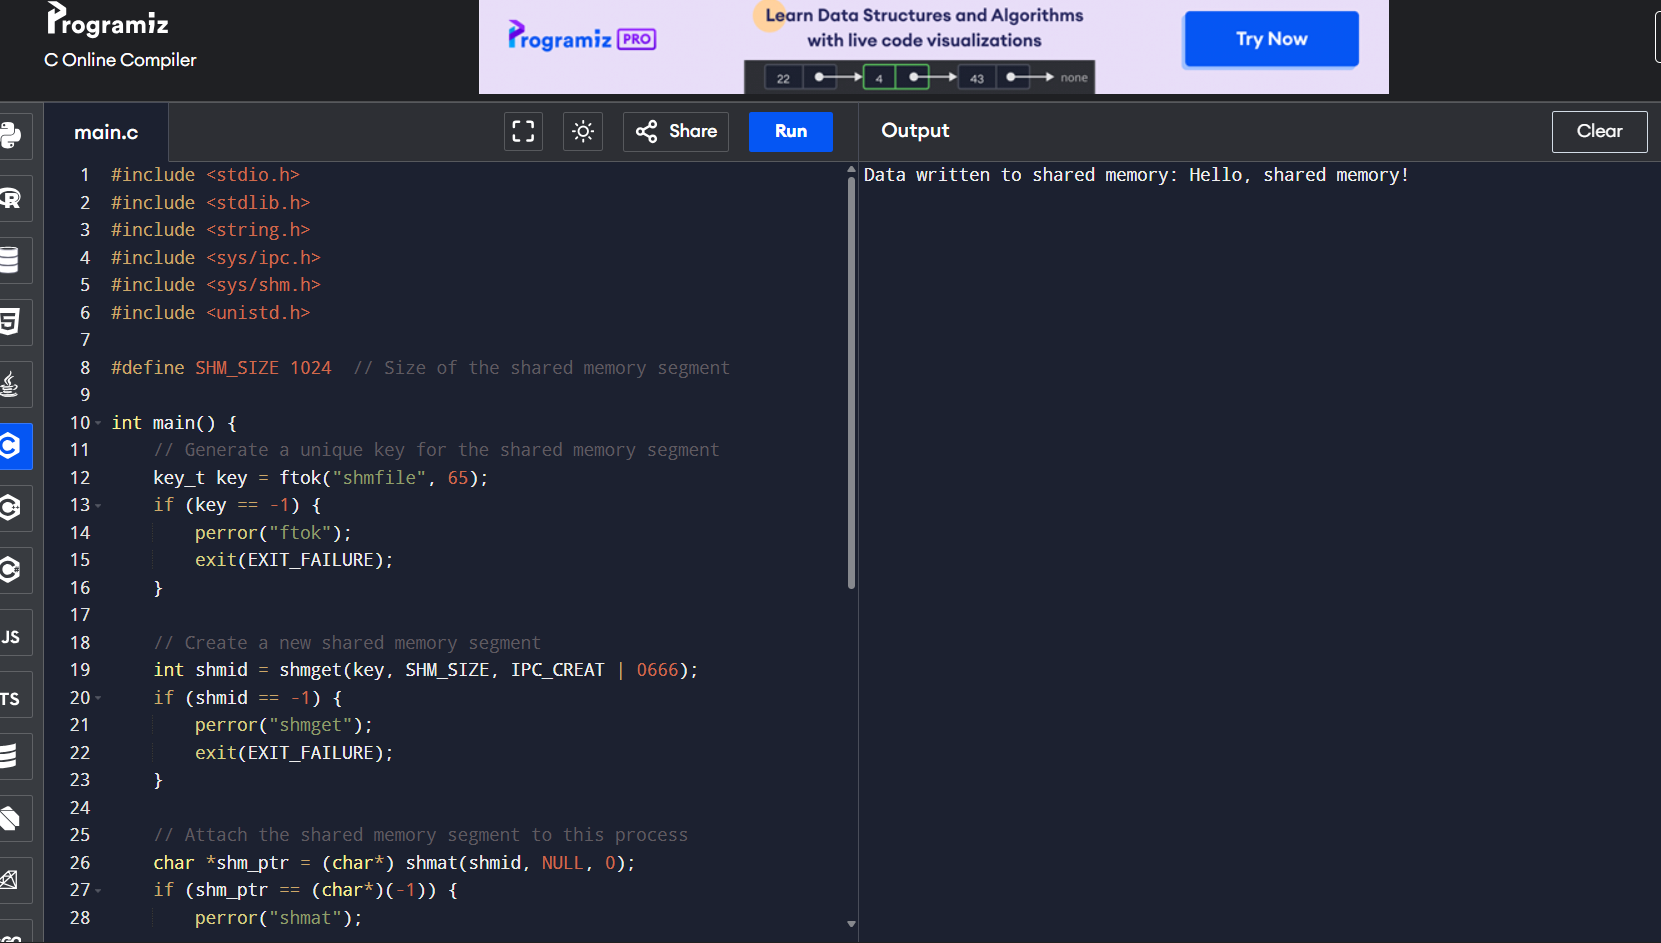 Programiz
C Online Compiler
Programiz PRO
Learn Data Structures and Algorithms
with live code visualizations
22 4 43 none
Try Now
main.c
Share
Run
Output
Clear
1 #include <stdio.h>
2 #include <stdlib.h>
3 #include <string.h>
4 #include <sys/ipc.h>
5 #include <sys/shm.h>
6 #include <unistd.h>
7
8 #define SHM_SIZE 1024  // Size of the shared memory segment
9
10 int main() {
11     // Generate a unique key for the shared memory segment
12     key_t key = ftok("shmfile", 65);
13     if (key == -1) {
14         perror("ftok");
15         exit(EXIT_FAILURE);
16     }
17
18     // Create a new shared memory segment
19     int shmid = shmget(key, SHM_SIZE, IPC_CREAT | 0666);
20     if (shmid == -1) {
21         perror("shmget");
22         exit(EXIT_FAILURE);
23     }
24
25     // Attach the shared memory segment to this process
26     char *shm_ptr = (char*) shmat(shmid, NULL, 0);
27     if (shm_ptr == (char*)(-1)) {
28         perror("shmat");
Data written to shared memory: Hello, shared memory!
R
5
C
C
C
JS
TS